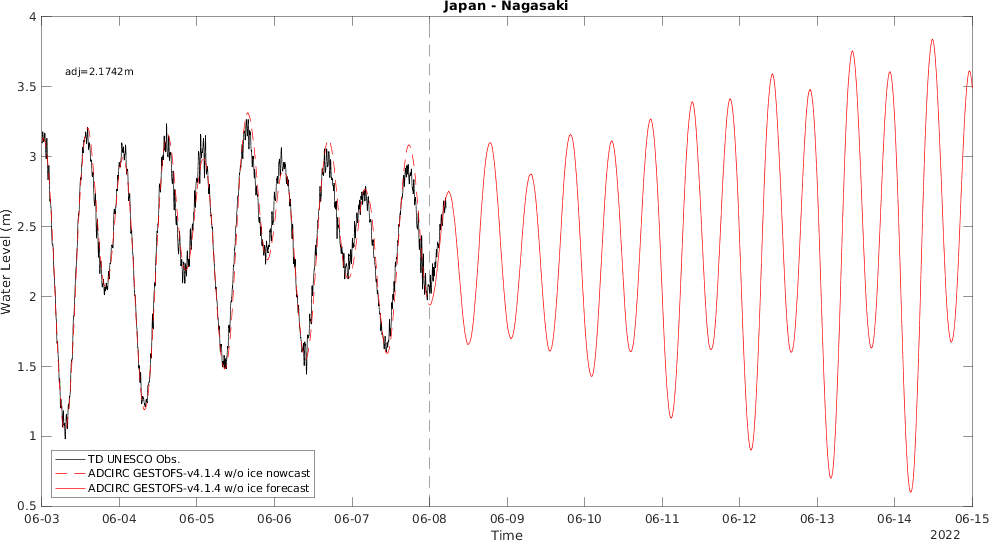 Japan - Nagasaki
4
adj=2.1742m
3.5
3
2.5
Water Level (m)
2
1.5
1
TD UNESCO Obs.
ADCIRC GESTOFS-v4.1.4 w/o ice nowcast
ADCIRC GESTOFS-v4.1.4 w/o ice forecast
0.5
06-03 06-04 06-05 06-06 06-07 06-08 06-09 06-10 06-11 06-12 06-13 06-14 06-15
Time
2022